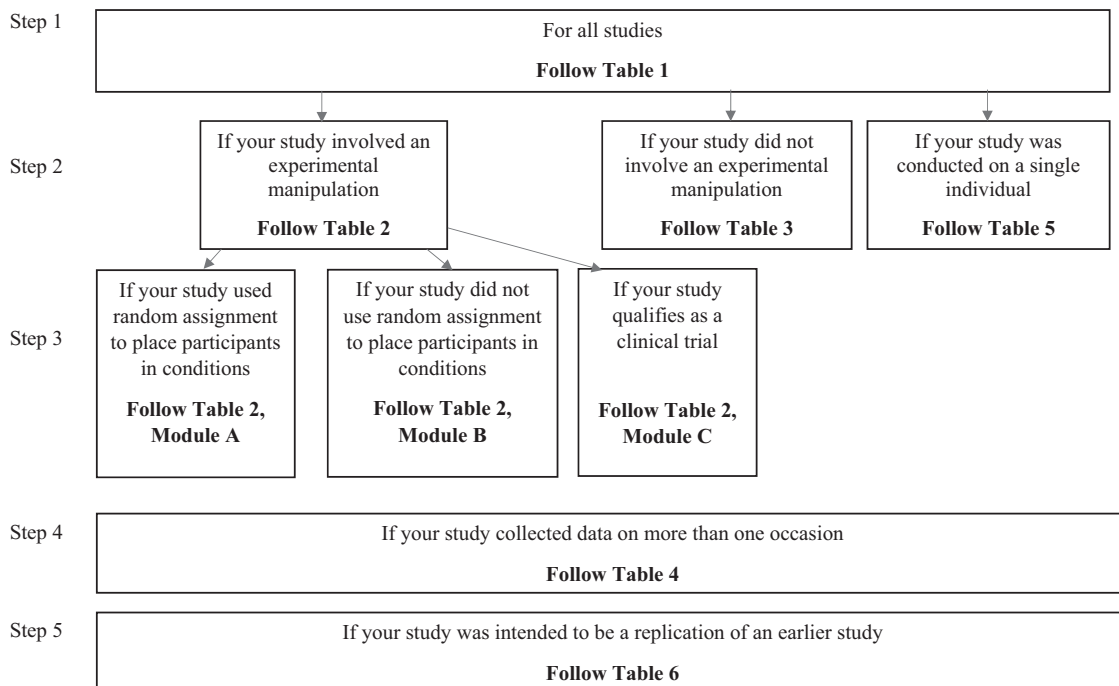 Step 1
For all studies
Follow Table 1
Step 2
If your study involved an
experimental
manipulation
Follow Table 2
If your study did not
involve an experimental
manipulation
Follow Table 3
If your study was
conducted on a single
individual
Follow Table 5
Step 3
If your study used
random assignment
to place participants
in conditions
Follow Table 2,
Module A
If your study did not
use random assignment
to place participants in
conditions
Follow Table 2,
Module B
If your study
qualifies as a
clinical trial
Follow Table 2,
Module C
Step 4
If your study collected data on more than one occasion
Follow Table 4
Step 5
If your study was intended to be a replication of an earlier study
Follow Table 6